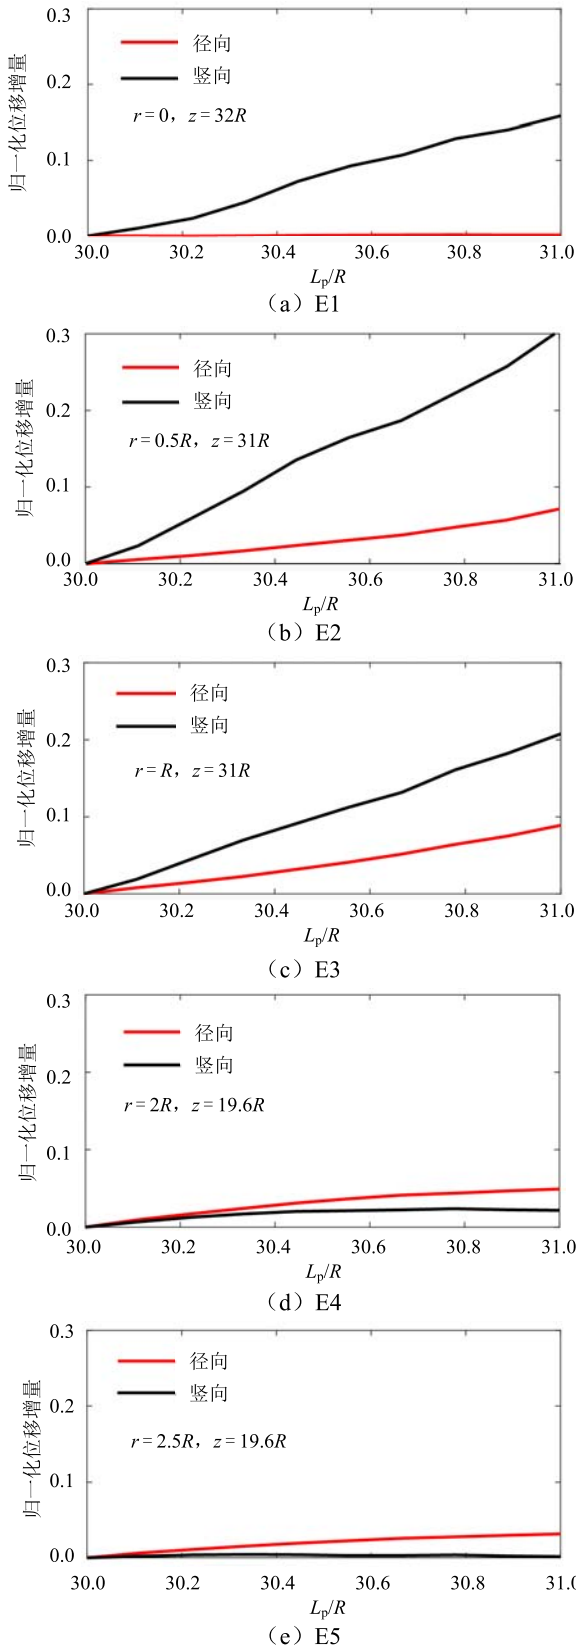 0.3
0.2
0.1
0.0
归一化位移增量
径向
竖向
r = 0，z = 32R
30.0 30.2 30.4 30.6 30.8 31.0
Lp/R
（a）E1
0.3
0.2
0.1
0.0
归一化位移增量
径向
竖向
r = 0.5R，z = 31R
30.0 30.2 30.4 30.6 30.8 31.0
Lp/R
（b）E2
0.3
0.2
0.1
0.0
归一化位移增量
径向
竖向
r = R，z = 31R
30.0 30.2 30.4 30.6 30.8 31.0
Lp/R
（c）E3
0.3
0.2
0.1
0.0
归一化位移增量
径向
竖向
r = 2R，z = 19.6R
30.0 30.2 30.4 30.6 30.8 31.0
Lp/R
（d）E4
0.3
0.2
0.1
0.0
归一化位移增量
径向
竖向
r = 2.5R，z = 19.6R
30.0 30.2 30.4 30.6 30.8 31.0
Lp/R
（e）E5